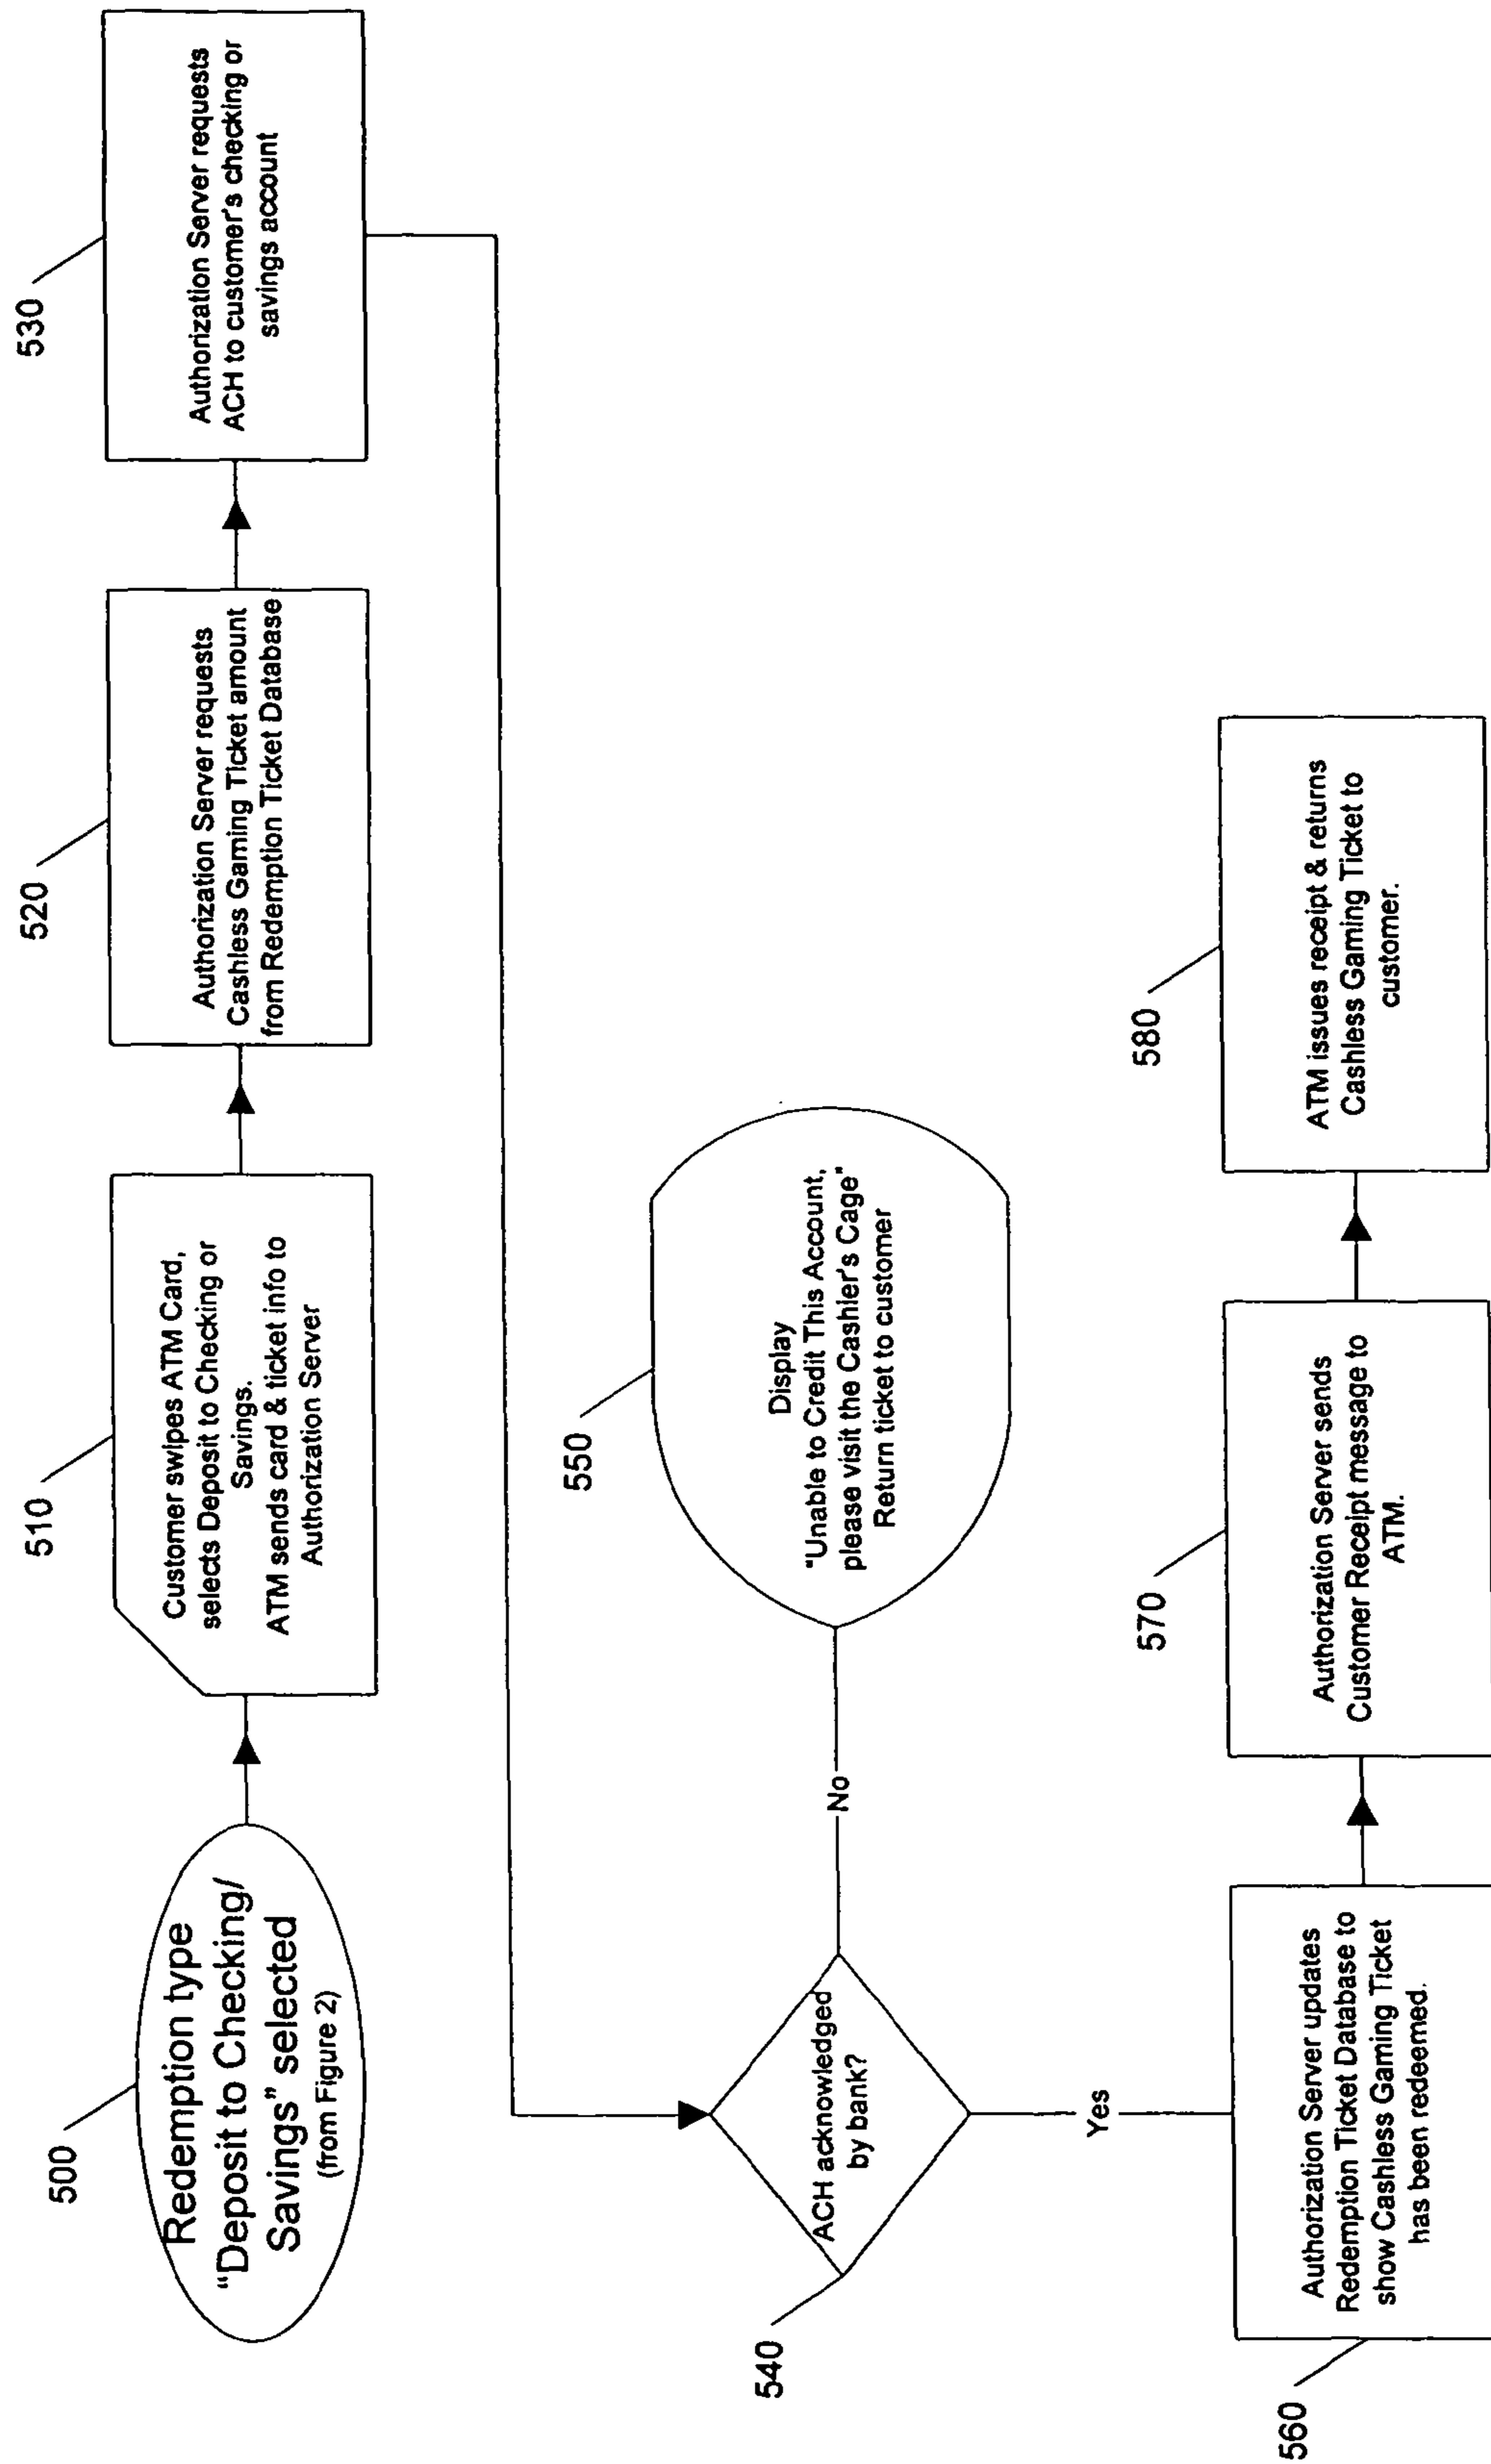 500
Redemption type
“Deposit to Checking/
Savings” selected
(from Figure 2)
510
Customer swipes ATM Card,
selects Deposit to Checking or
Savings.
ATM sends card & ticket info to
Authorization Server
520
Authorization Server requests
Cashless Gaming Ticket amount
from Redemption Ticket Database
530
Authorization Server requests
ACH to customer's checking or
savings account
540
ACH acknowledged
by bank?
No
550
Display
"Unable to Credit This Account,
please visit the Cashier's Cage"
Return ticket to customer
Yes
560
Authorization Server updates
Redemption Ticket Database to
show Cashless Gaming Ticket
has been redeemed.
570
Authorization Server sends
Customer Receipt message to
ATM.
580
ATM issues receipt & returns
Cashless Gaming Ticket to
customer.